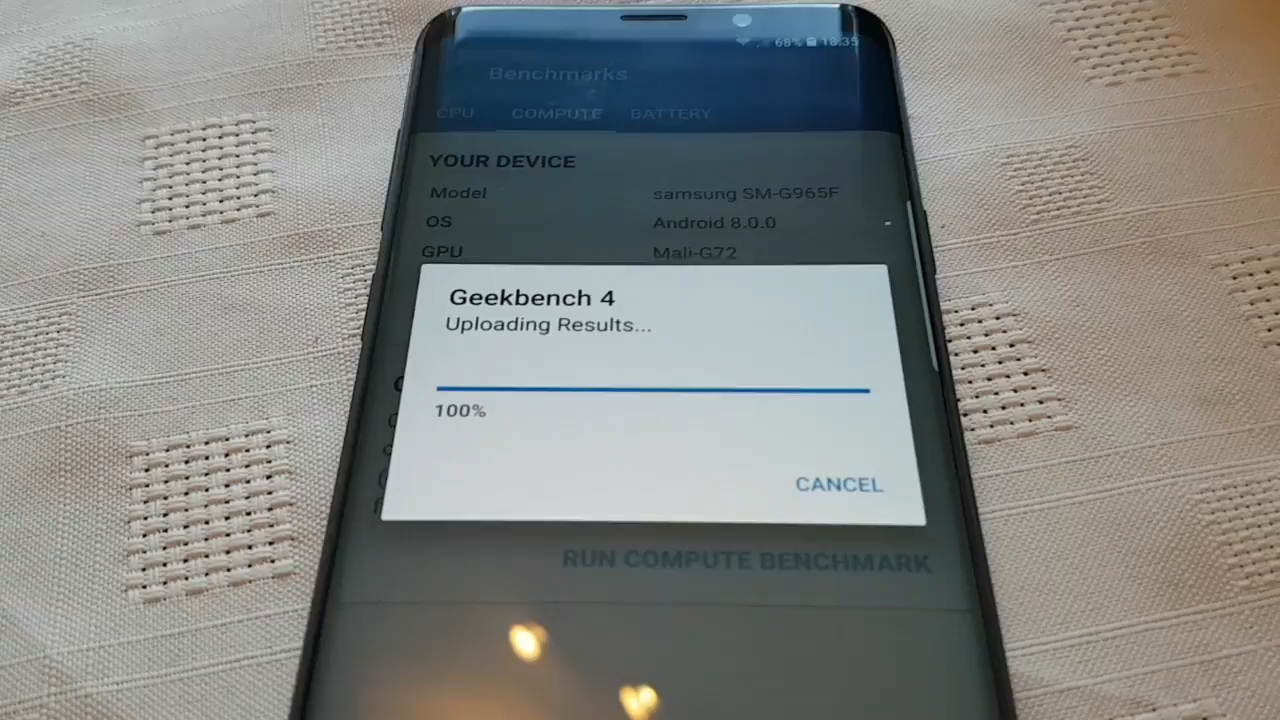 68% 18:35
Benchmarks
CPU COMPUTE BATTERY
YOUR DEVICE
Model samsung SM-G965F
OS Android 8.0.0
GPU Mali-G72
Geekbench 4
Uploading Results...
100%
CANCEL
RUN COMPUTE BENCHMARK